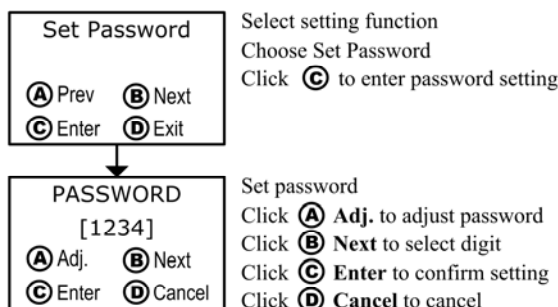 Set Password
Ⓐ Prev Ⓑ Next
Ⓒ Enter Ⓓ Exit
Select setting function
Choose Set Password
Click Ⓒ to enter password setting
PASSWORD
[1234]
Ⓐ Adj. Ⓑ Next
Ⓒ Enter Ⓓ Cancel
Set password
Click Ⓐ Adj. to adjust password
Click Ⓑ Next to select digit
Click Ⓒ Enter to confirm setting
Click Ⓓ Cancel to cancel